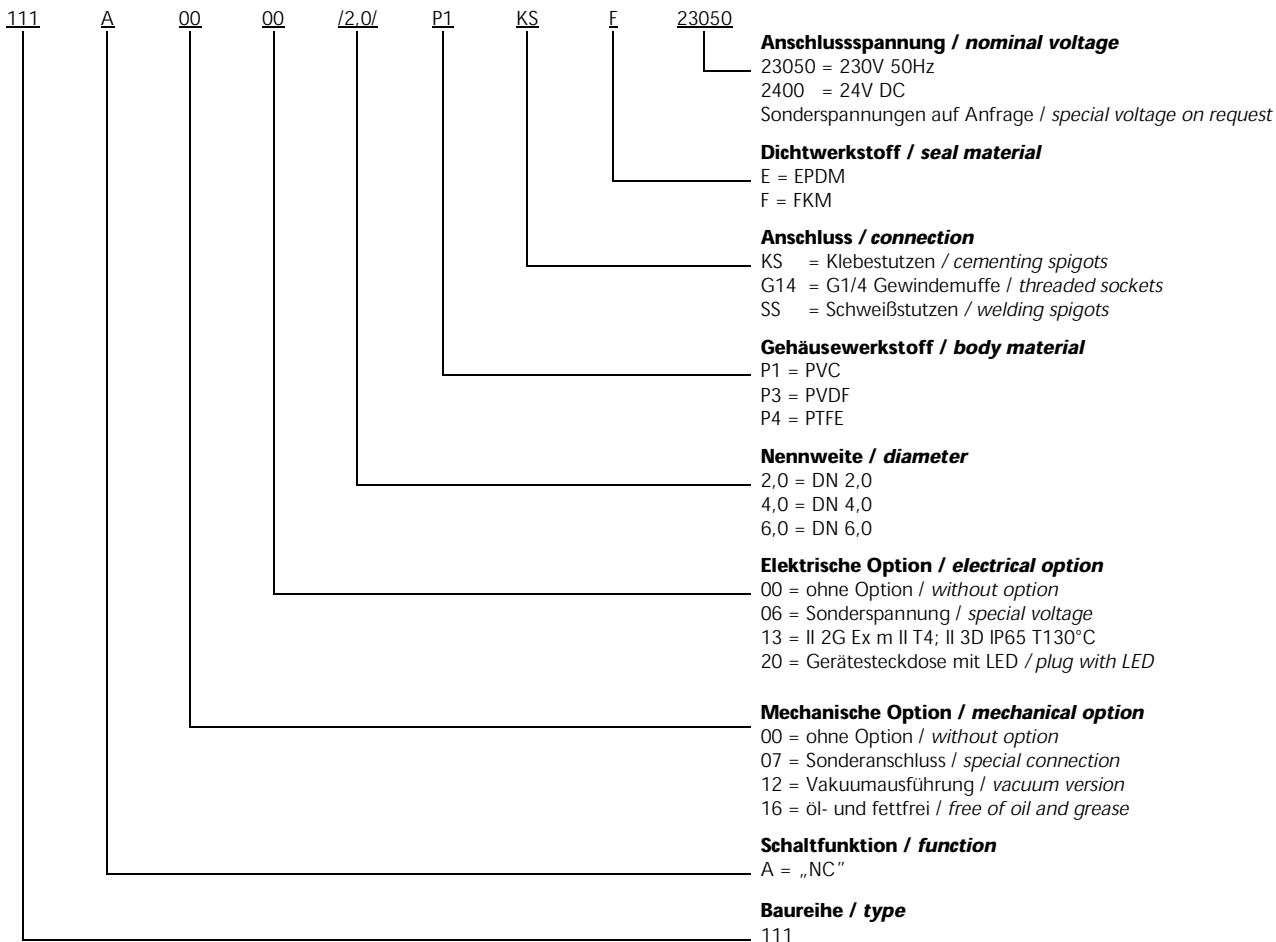 111 A 00 00 /2,0/ P1 KS F 23050
Anschlussspannung / nominal voltage
23050 = 230V 50Hz
2400 = 24V DC
Sonderspannungen auf Anfrage / special voltage on request
Dichtwerkstoff / seal material
E = EPDM
F = FKM
Anschluss / connection
KS = Klebestutzen / cementing spigots
G14 = G1/4 Gewindemuffe / threaded sockets
SS = Schweißstutzen / welding spigots
Gehäusewerkstoff / body material
P1 = PVC
P3 = PVDF
P4 = PTFE
Nennweite / diameter
2,0 = DN 2,0
4,0 = DN 4,0
6,0 = DN 6,0
Elektrische Option / electrical option
00 = ohne Option / without option
06 = Sonderspannung / special voltage
13 = II 2G Ex m II T4; II 3D IP65 T130°C
20 = Gerätesteckdose mit LED / plug with LED
Mechanische Option / mechanical option
00 = ohne Option / without option
07 = Sonderanschluss / special connection
12 = Vakuumausführung / vacuum version
16 = öl- und fettfrei / free of oil and grease
Schaltfunktion / function
A = „NC"
Baureihe / type
111